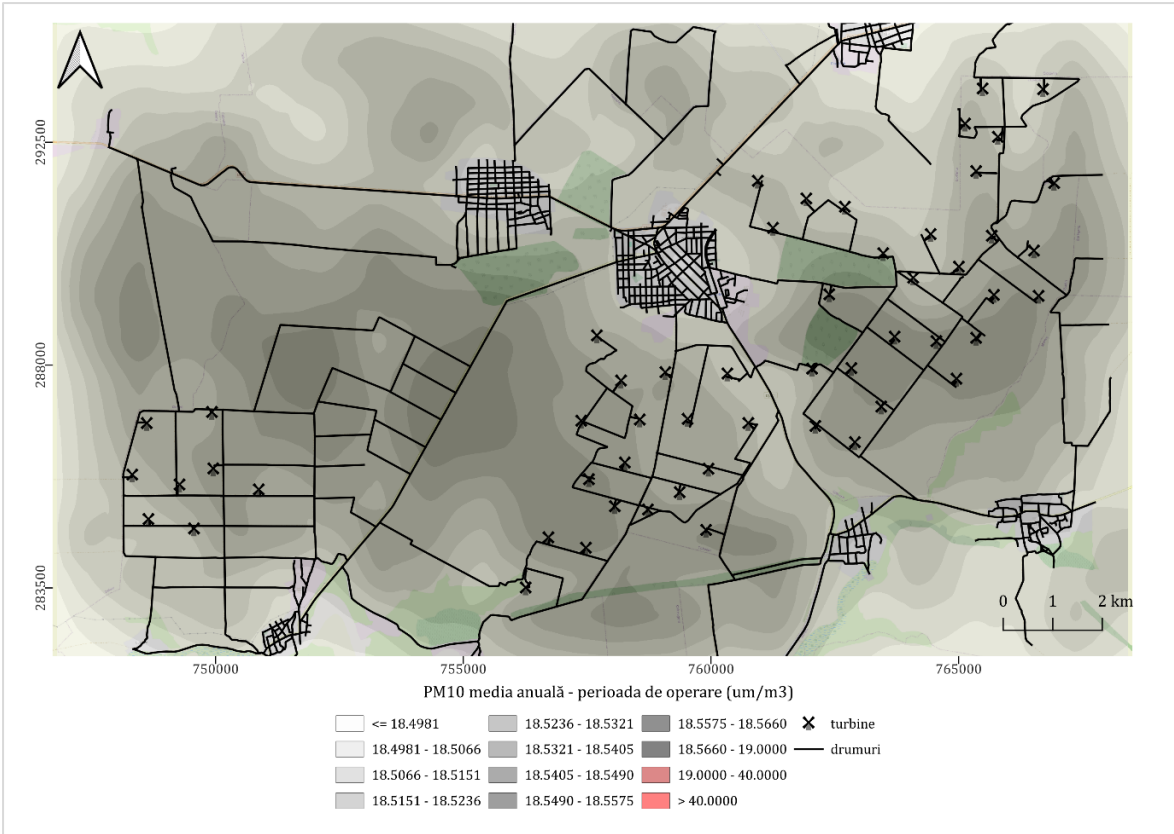 292500
288000
283500
0 1 2 km
750000 755000 760000 765000
PM10 media anuală - perioada de operare (um/m3)
<= 18.4981 18.5236 - 18.5321 18.5575 - 18.5660 turbine
18.4981 - 18.5066 18.5321 - 18.5405 18.5660 - 19.0000 drumuri
18.5066 - 18.5151 18.5405 - 18.5490 19.0000 - 40.0000
18.5151 - 18.5236 18.5490 - 18.5575 > 40.0000